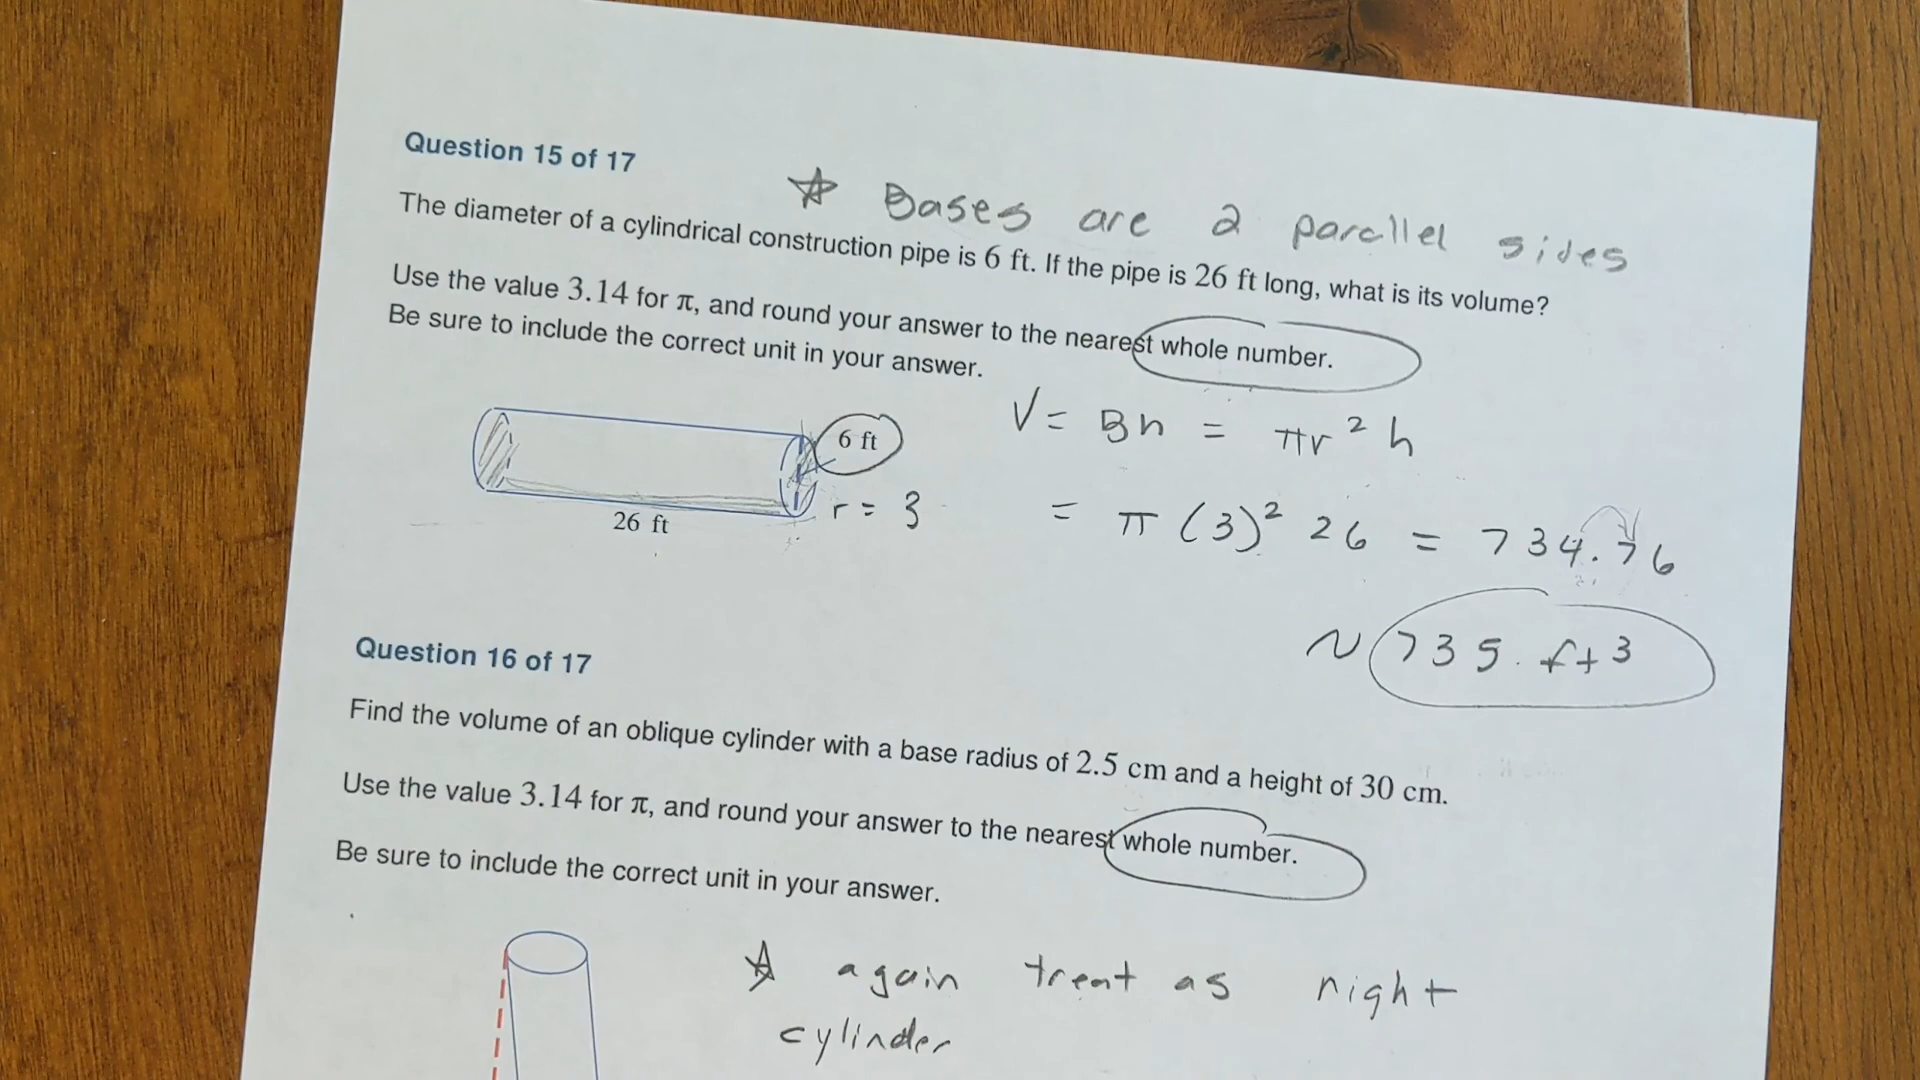 Question 15 of 17
☆ Bases are 2 parallel sides
The diameter of a cylindrical construction pipe is 6 ft. If the pipe is 26 ft long, what is its volume?
Use the value 3.14 for π, and round your answer to the nearest whole number.
Be sure to include the correct unit in your answer.
6 ft
26 ft
r = 3
V = Bh = πr² h
= π (3)² 26 = 734.76
~ 735. ft³
Question 16 of 17
Find the volume of an oblique cylinder with a base radius of 2.5 cm and a height of 30 cm.
Use the value 3.14 for π, and round your answer to the nearest whole number.
Be sure to include the correct unit in your answer.
☆ again treat as right
cylinder